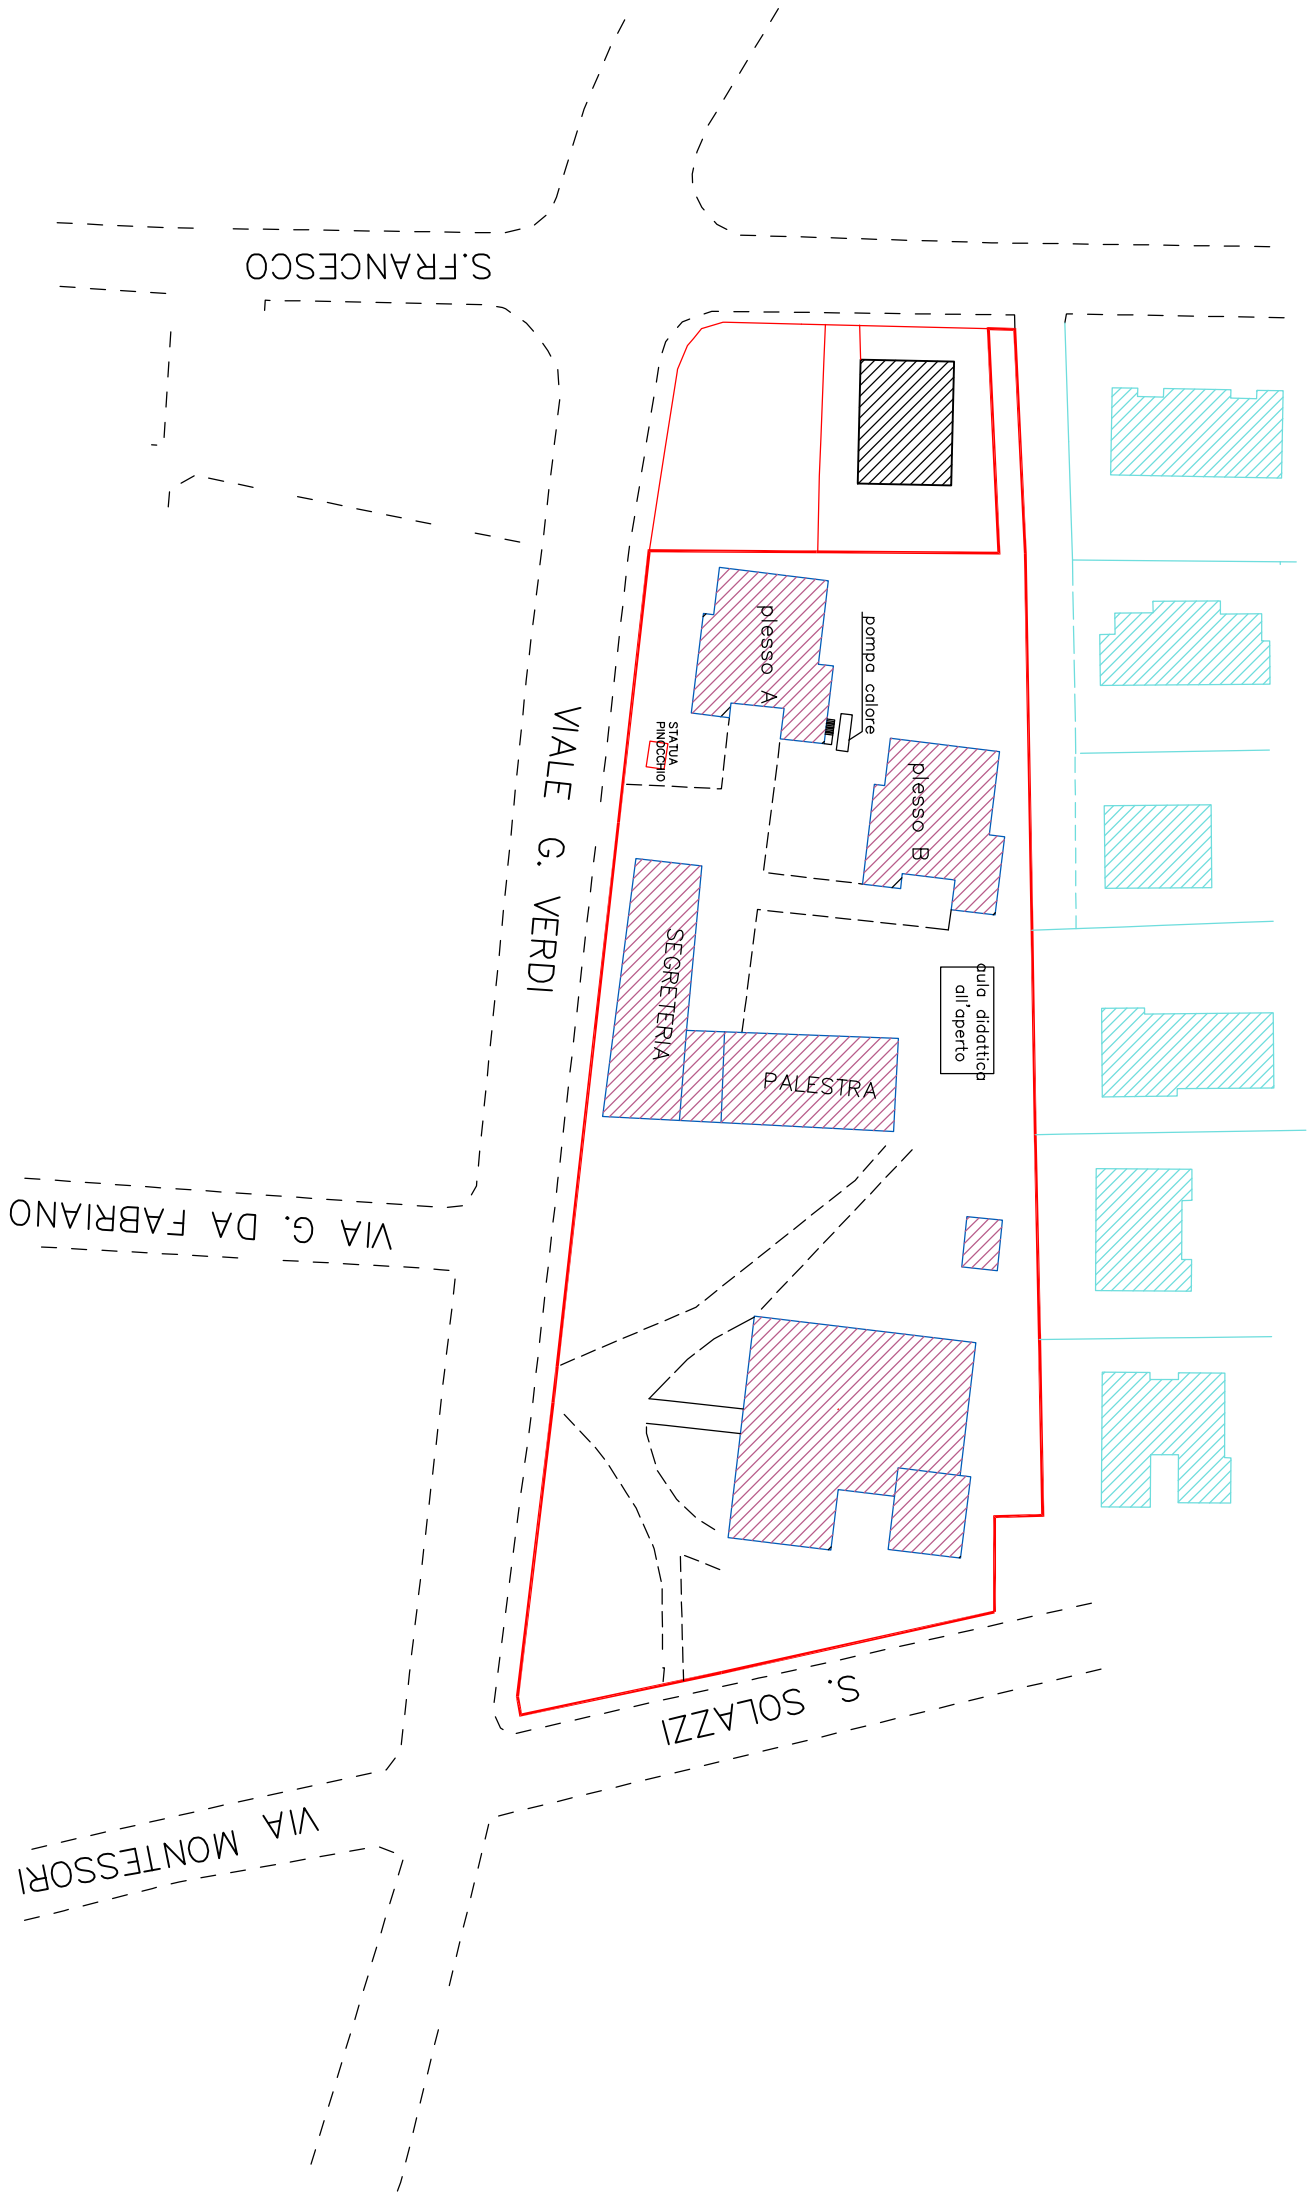 S.FRANCESCO
plesso A
pompa calore
STATUA
PINOCCHIO
VIALE G. VERDI
plesso B
SEGRETERIA
aula didattica
all'aperto
PALESTRA
VIA G. DA FABRIANO
S. SOLAZZI
VIA MONTESSORI